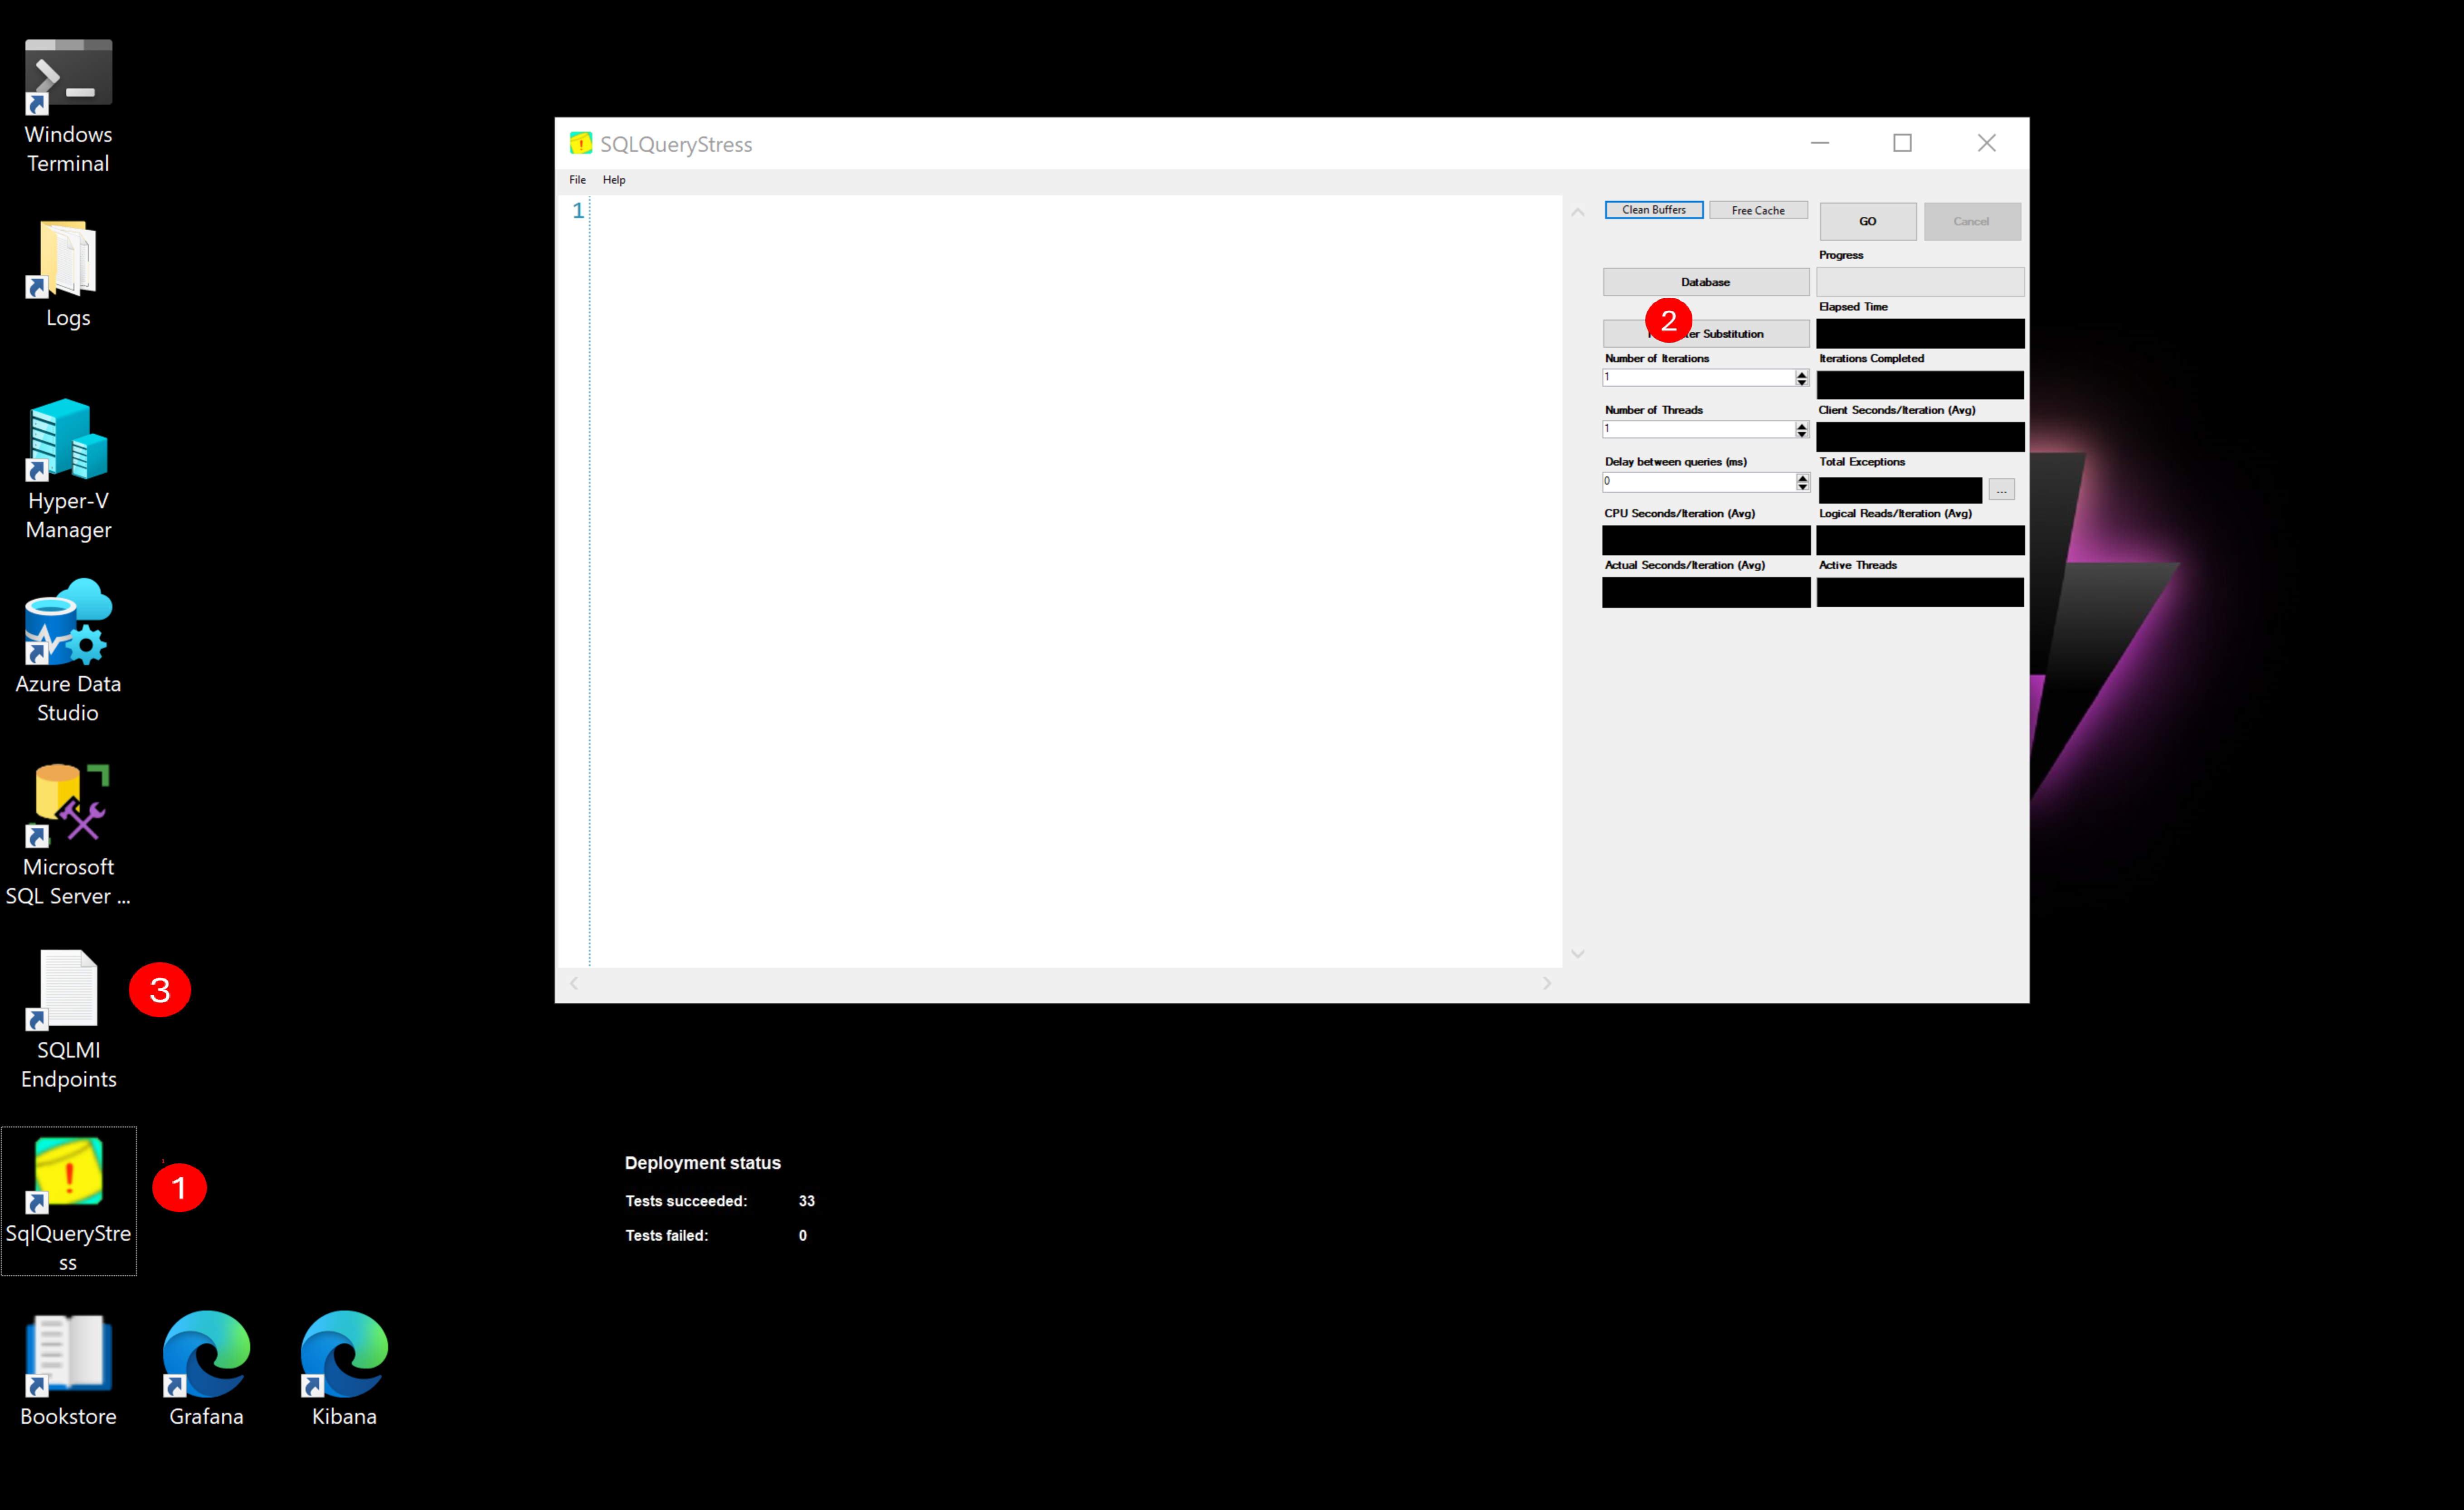 Windows
Terminal
Logs
Hyper-V
Manager
Azure Data
Studio
Microsoft
SQL Server ...
3
SQLMI
Endpoints
1
SqlQueryStre
ss
Bookstore
Grafana
Kibana
SQLQueryStress
File Help
1
Clean Buffers Free Cache
GO Cancel
Progress
Database
Elapsed Time
2
er Substitution
Number of Iterations Iterations Completed
1
Number of Threads Client Seconds/Iteration (Avg)
1
Delay between queries (ms) Total Exceptions
0
...
CPU Seconds/Iteration (Avg) Logical Reads/Iteration (Avg)
Actual Seconds/Iteration (Avg) Active Threads
Deployment status
Tests succeeded: 33
Tests failed: 0